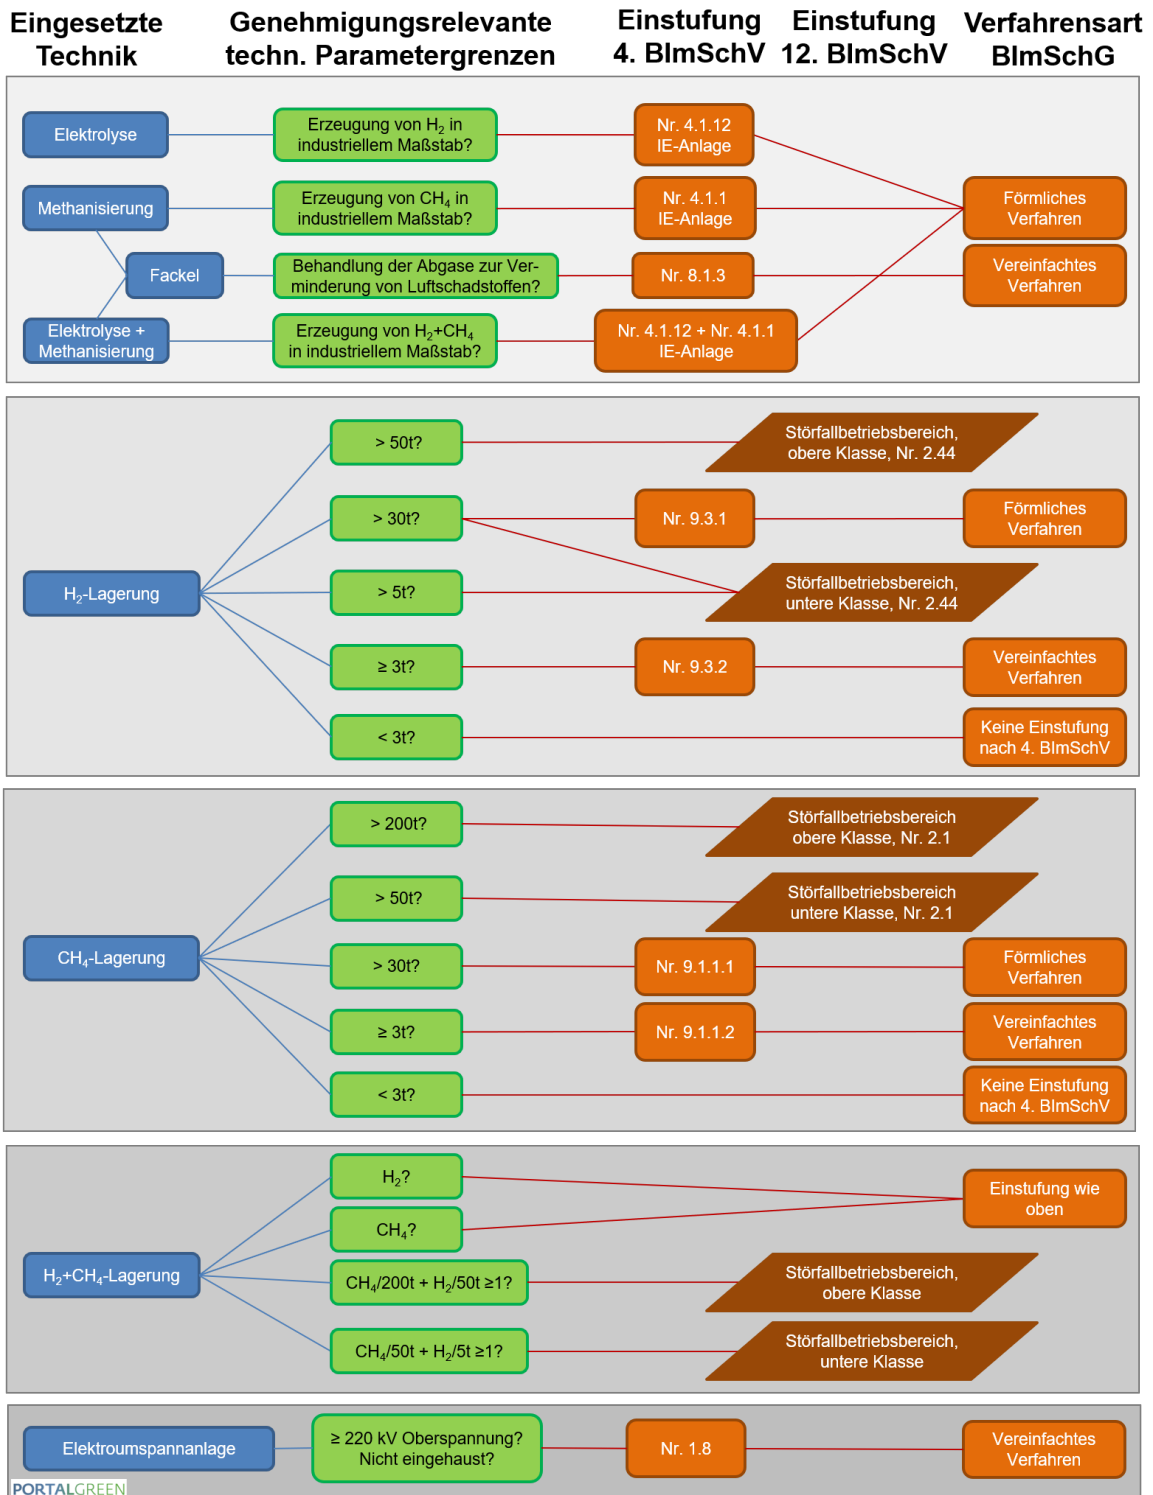 Eingesetzte
Technik
Genehmigungsrelevante
techn. Parametergrenzen
Einstufung
4. BImSchV
Einstufung
12. BImSchV
Verfahrensart
BImSchG
Elektrolyse
Erzeugung von H₂ in
industriellem Maßstab?
Nr. 4.1.12
IE-Anlage
Methanisierung
Erzeugung von CH₄ in
industriellem Maßstab?
Nr. 4.1.1
IE-Anlage
Förmliches
Verfahren
Fackel
Behandlung der Abgase zur Ver-
minderung von Luftschadstoffen?
Nr. 8.1.3
Vereinfachtes
Verfahren
Elektrolyse +
Methanisierung
Erzeugung von H₂+CH₄
in industriellem Maßstab?
Nr. 4.1.12 + Nr. 4.1.1
IE-Anlage
H₂-Lagerung
> 50t?
Störfallbetriebsbereich,
obere Klasse, Nr. 2.44
> 30t?
Nr. 9.3.1
Förmliches
Verfahren
> 5t?
Störfallbetriebsbereich,
untere Klasse, Nr. 2.44
≥ 3t?
Nr. 9.3.2
Vereinfachtes
Verfahren
< 3t?
Keine Einstufung
nach 4. BImSchV
CH₄-Lagerung
> 200t?
Störfallbetriebsbereich
obere Klasse, Nr. 2.1
> 50t?
Störfallbetriebsbereich
untere Klasse, Nr. 2.1
> 30t?
Nr. 9.1.1.1
Förmliches
Verfahren
≥ 3t?
Nr. 9.1.1.2
Vereinfachtes
Verfahren
< 3t?
Keine Einstufung
nach 4. BImSchV
H₂+CH₄-Lagerung
H₂?
CH₄?
Einstufung wie
oben
CH₄/200t + H₂/50t ≥1?
Störfallbetriebsbereich,
obere Klasse
CH₄/50t + H₂/5t ≥1?
Störfallbetriebsbereich,
untere Klasse
Elektroumspannanlage
≥ 220 kV Oberspannung?
Nicht eingehaust?
Nr. 1.8
Vereinfachtes
Verfahren
PORTALGREEN